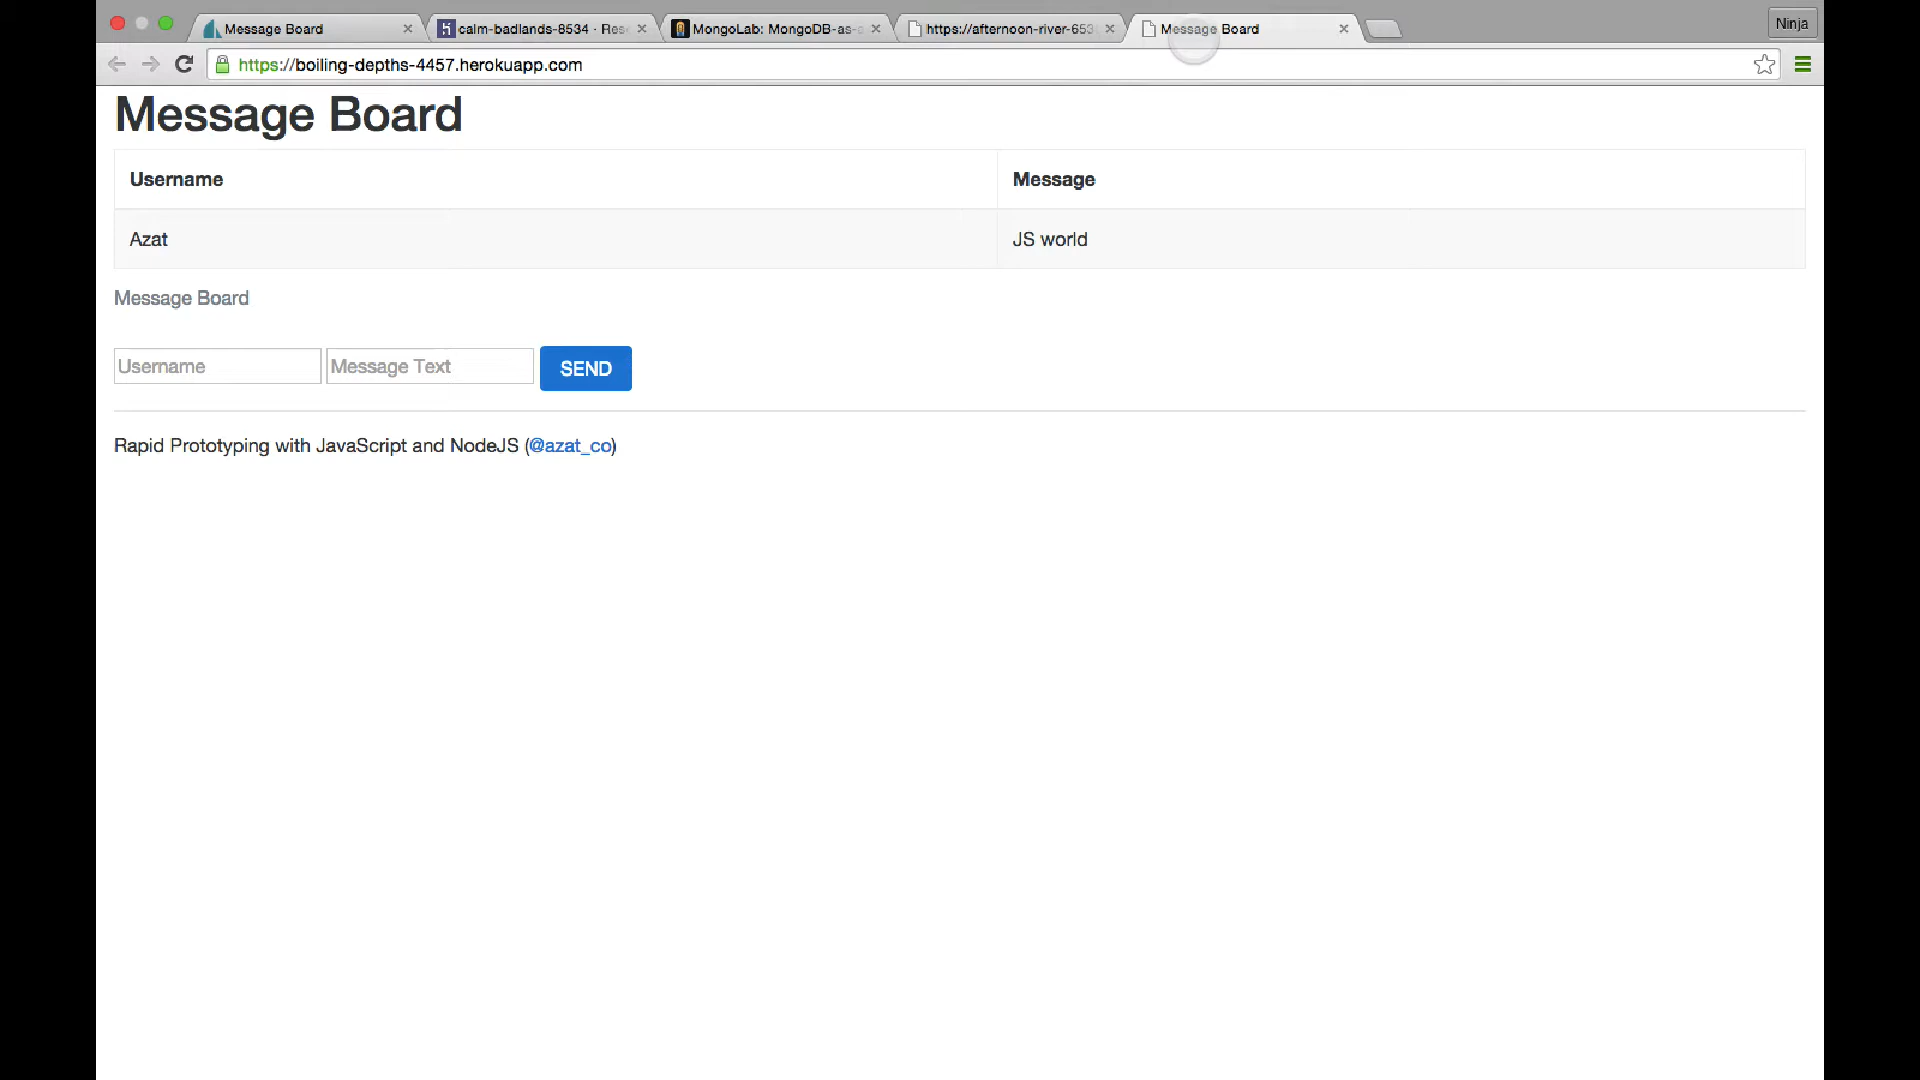 Message Board
calm-badlands-8534 - Res
MongoLab: MongoDB-as-
https://afternoon-river-653
Message Board
Ninja
https://boiling-depths-4457.herokuapp.com
Message Board
Username Message
Azat JS world
Message Board
Username Message Text SEND
Rapid Prototyping with JavaScript and NodeJS (@azat_co)